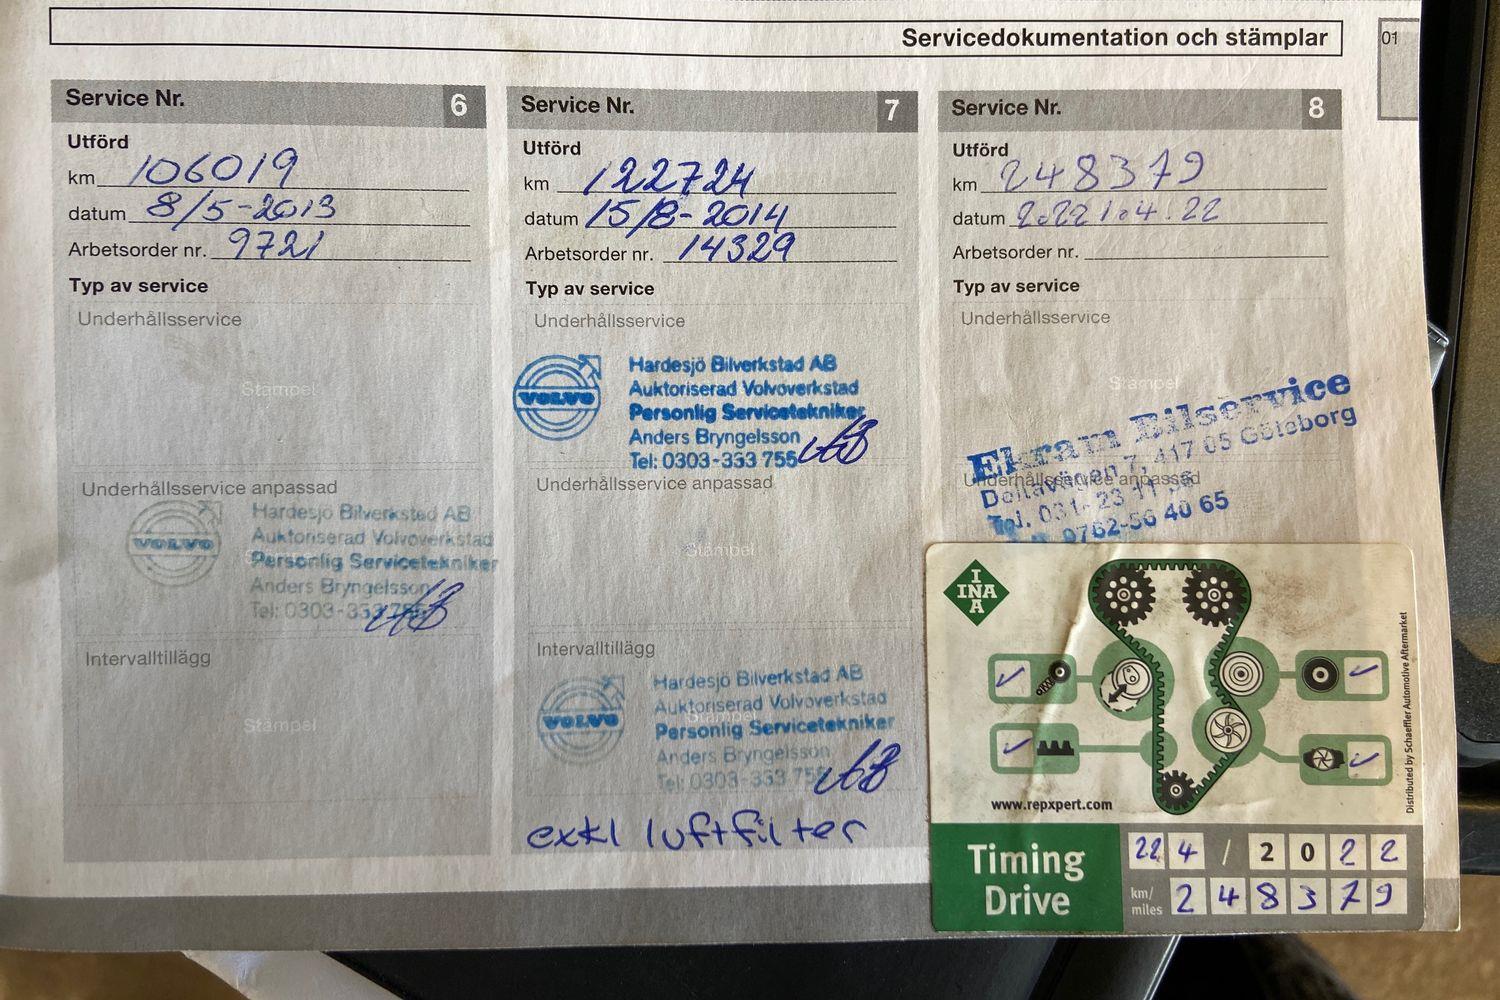 Servicedokumentation och stämplar
01
Service Nr. 6
Utförd
km 106019
datum 8/5-2013
Arbetsorder nr. 9721
Typ av service
Underhållsservice
Stämpel
Underhållsservice anpassad
VOLVO
Hardesjö Bilverkstad AB
Auktoriserad Volvoverkstad
Personlig Servicetekniker
Anders Bryngelsson
Tel: 0303-333 755
Intervalltillägg
Stämpel
Service Nr. 7
Utförd
km 122724
datum 15/8-2014
Arbetsorder nr. 14329
Typ av service
Underhållsservice
VOLVO
Hardesjö Bilverkstad AB
Auktoriserad Volvoverkstad
Personlig Servicetekniker
Anders Bryngelsson
Tel: 0303-333 755
Underhållsservice anpassad
Stämpel
Intervalltillägg
VOLVO
Hardesjö Bilverkstad AB
Auktoriserad Volvoverkstad
Stämpel
Personlig Servicetekniker
Anders Bryngelsson
Tel: 0303-333 755
exkl luftfilter
Service Nr. 8
Utförd
km 248379
datum
Arbetsorder nr.
Typ av service
Underhållsservice
Stämpel
Ekram Bilservice
7, 417 05 Göteborg
Underhållsservice anpassad
Tel. 031-23 11
0762-56 40 65
INA
www.repxpert.com
Distributed by Schaeffler Automotive Aftermarket
Timing
Drive
22 4 / 2022
km/
miles
248379